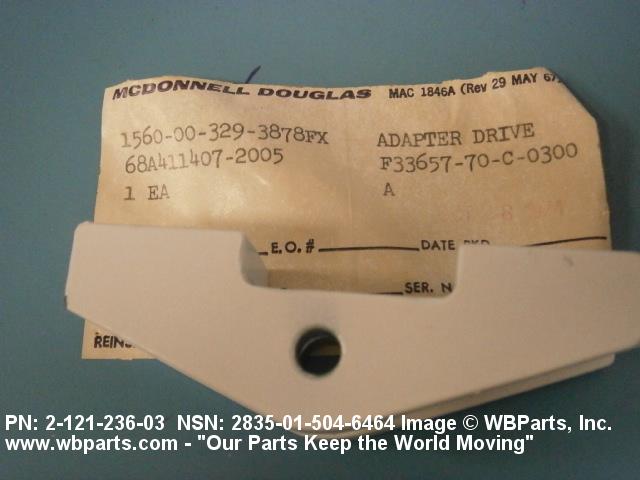 MCDONNELL DOUGLAS MAC 1846A (Rev 29 MAY 67)
1560-00-329-3878FX ADAPTER DRIVE
68A411407-2005 F33657-70-C-0300
1 EA A
E.O.# DATE PKD
SER. N
REINS
PN: 2-121-236-03 NSN: 2835-01-504-6464 Image © WBParts, Inc.
www.wbparts.com - "Our Parts Keep the World Moving"